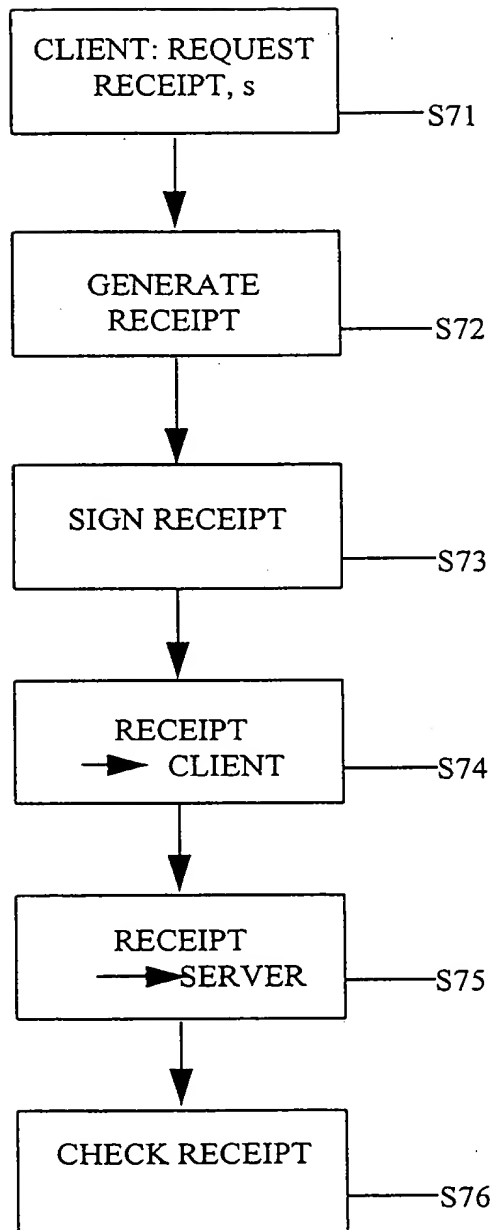 CLIENT: REQUEST
RECEIPT, s
S71
GENERATE
RECEIPT
S72
SIGN RECEIPT
S73
RECEIPT
CLIENT
S74
RECEIPT
SERVER
S75
CHECK RECEIPT
S76